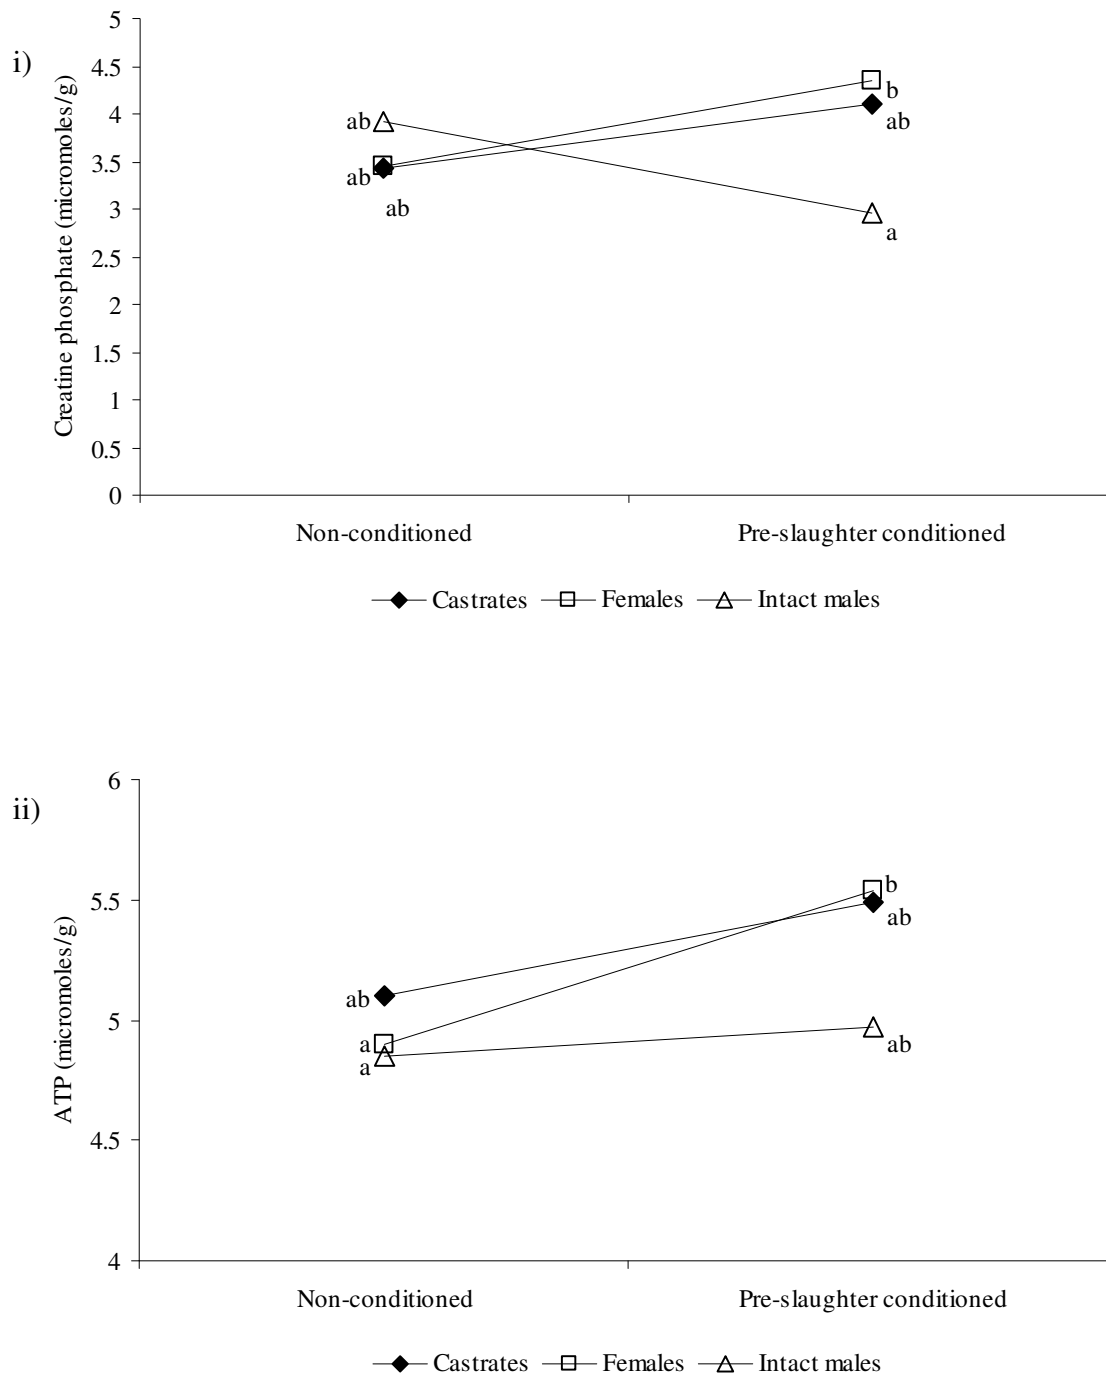 i)
Creatine phosphate (micromoles/g)
5
4.5
4
3.5
3
2.5
2
1.5
1
0.5
0
ab
ab
ab
b
ab
a
Non-conditioned Pre-slaughter conditioned
Castrates Females Intact males
ii)
ATP (micromoles/g)
6
5.5
5
4.5
4
ab
a
a
b
ab
ab
Non-conditioned Pre-slaughter conditioned
Castrates Females Intact males